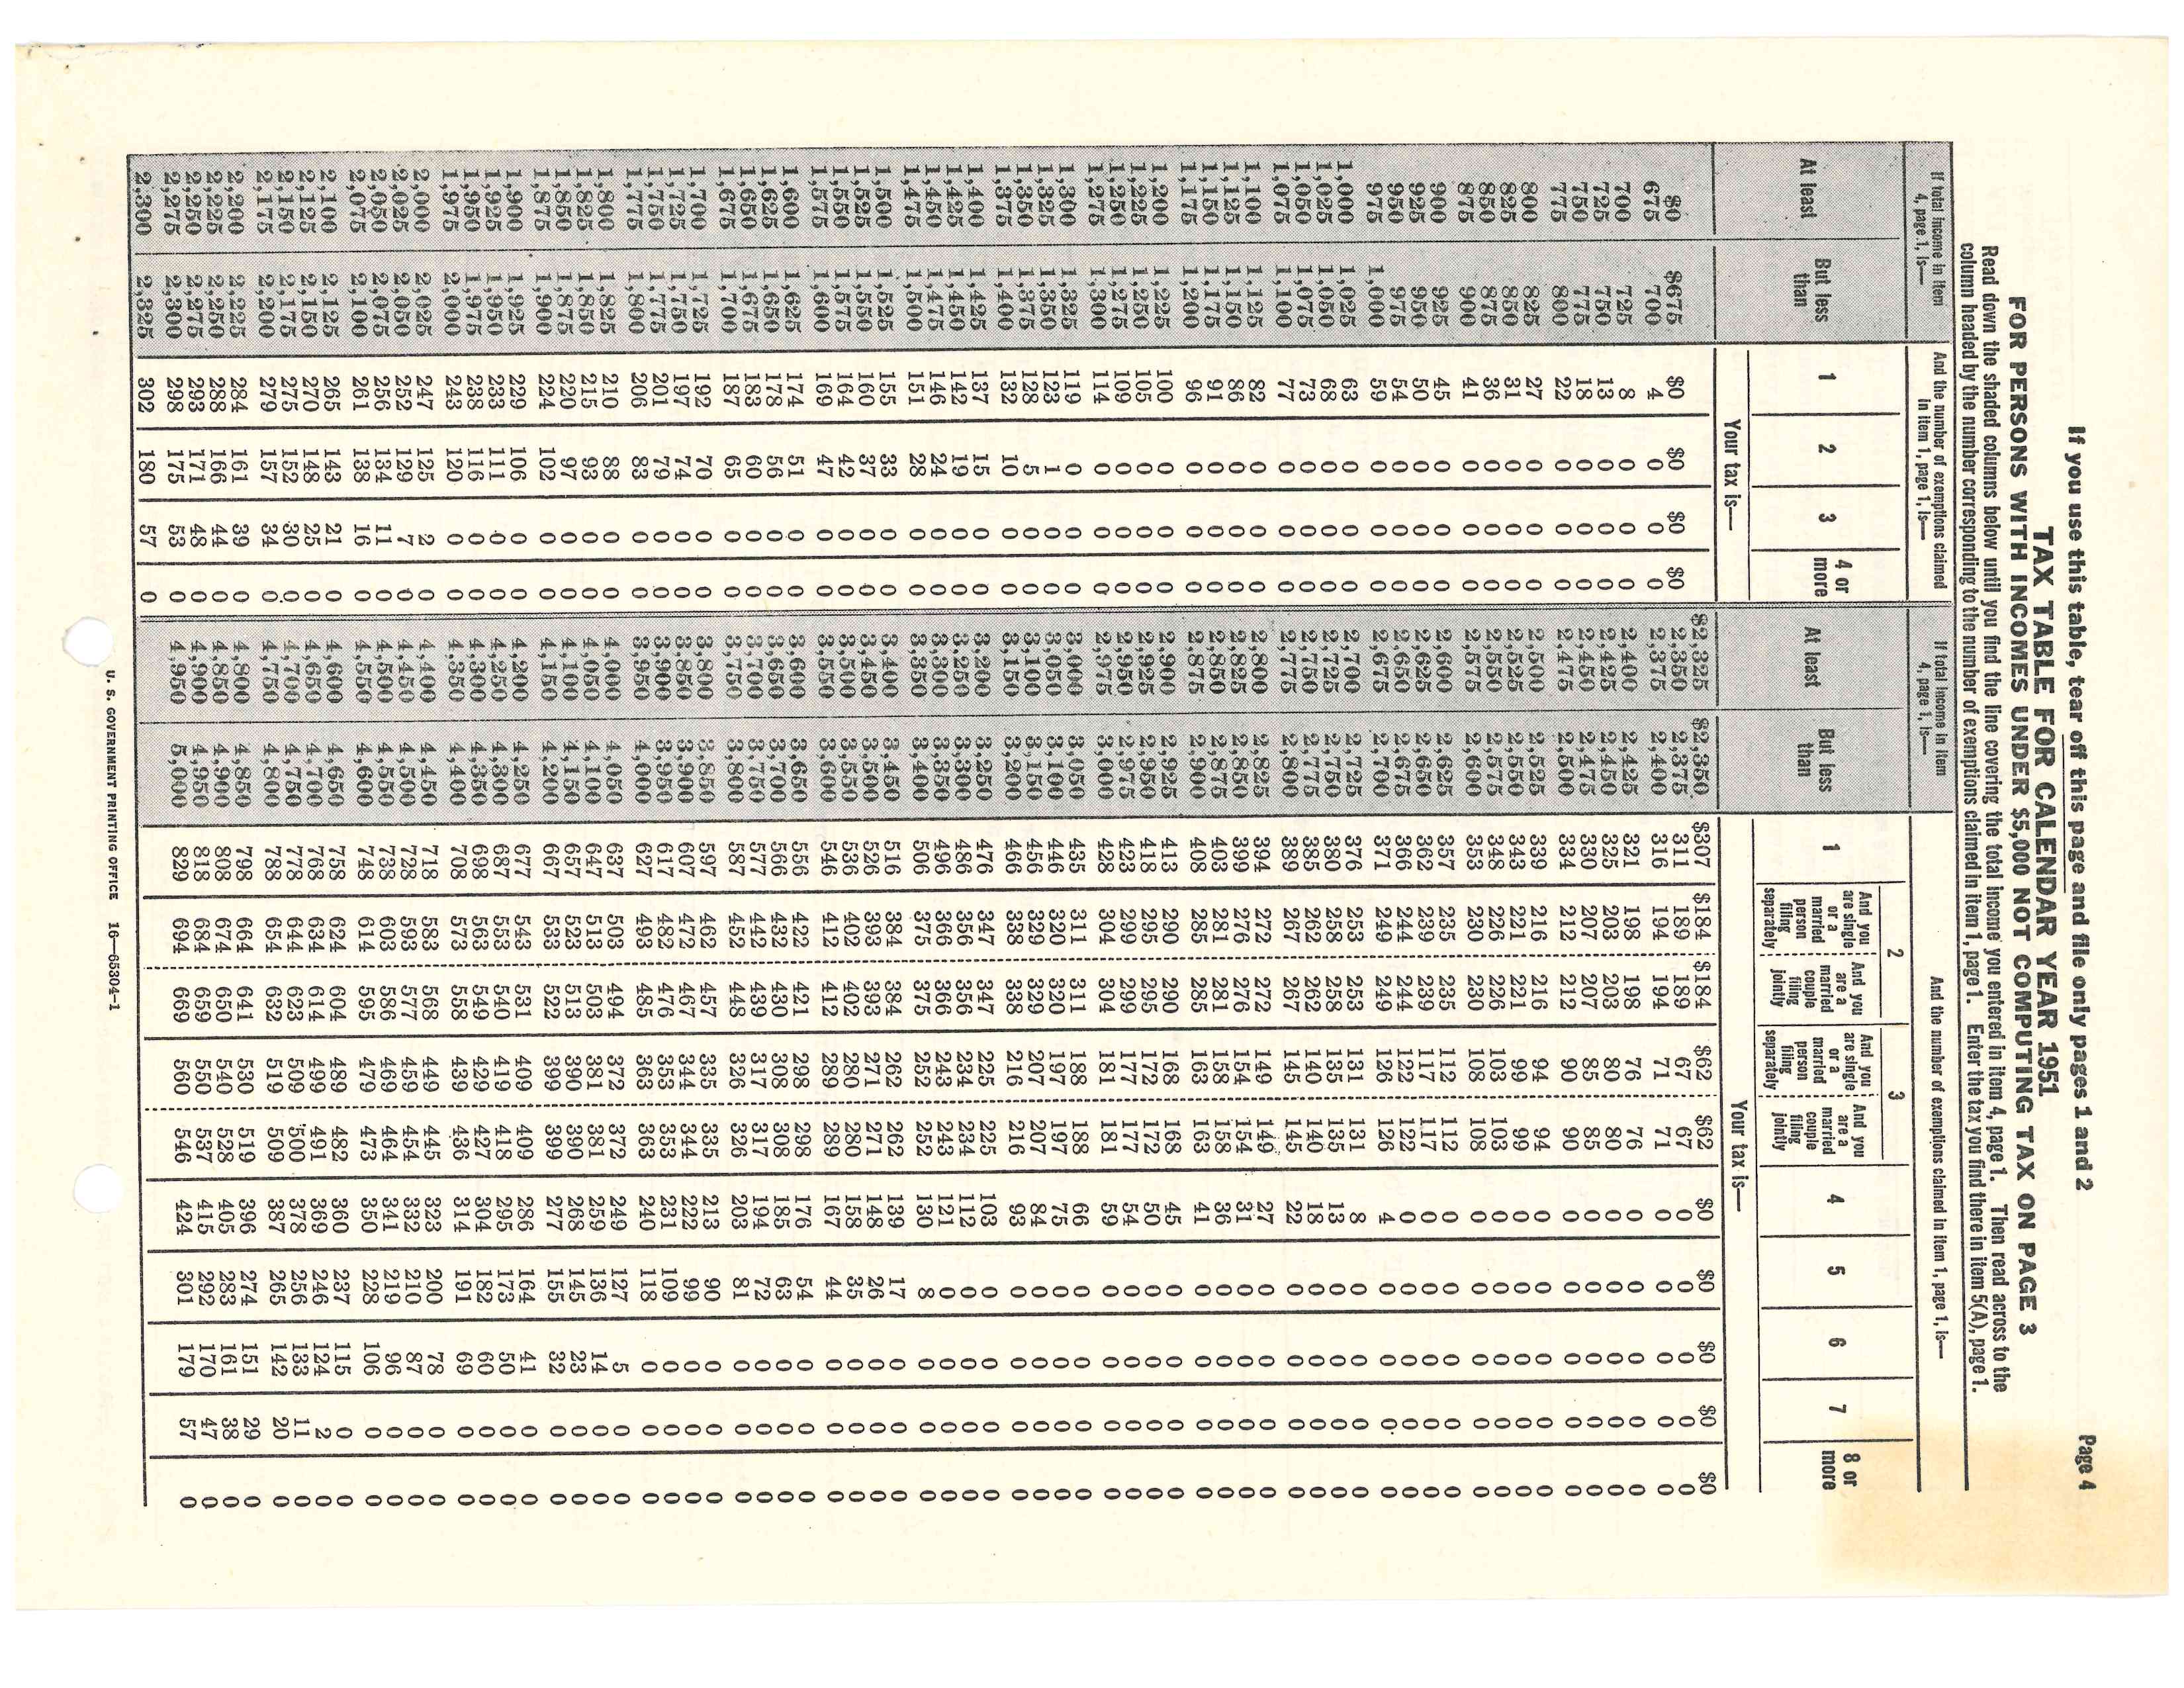 If you use this table, tear off this page and file only pages 1 and 2
Page 4
TAX TABLE FOR CALENDAR YEAR 1951
FOR PERSONS WITH INCOMES UNDER $5,000 NOT COMPUTING TAX ON PAGE 3
Read down the shaded columns below until you find the line covering the total income you entered in item 4, page 1. Then read across to the
column headed by the number corresponding to the number of exemptions claimed in item 1, page 1. Enter the tax you find there in item 5(A), page 1.
If total income in item
4, page 1, is—
And the number of exemptions claimed
in item 1, page 1, is—
At least
But less
than
1 2 3 4 or
more
Your tax is—
$0 $675 $0 $0 $0 $0
675 700 4 0 0 0
700 725 8 0 0 0
725 750 13 0 0 0
750 775 18 0 0 0
775 800 22 0 0 0
800 825 27 0 0 0
825 850 31 0 0 0
850 875 36 0 0 0
875 900 41 0 0 0
900 925 45 0 0 0
925 950 50 0 0 0
950 975 54 0 0 0
975 1,000 59 0 0 0
1,000 1,025 63 0 0 0
1,025 1,050 68 0 0 0
1,050 1,075 73 0 0 0
1,075 1,100 77 0 0 0
1,100 1,125 82 0 0 0
1,125 1,150 86 0 0 0
1,150 1,175 91 0 0 0
1,175 1,200 96 0 0 0
1,200 1,225 100 0 0 0
1,225 1,250 105 0 0 0
1,250 1,275 109 0 0 0
1,275 1,300 114 0 0 0
1,300 1,325 119 0 0 0
1,325 1,350 123 1 0 0
1,350 1,375 128 5 0 0
1,375 1,400 132 10 0 0
1,400 1,425 137 15 0 0
1,425 1,450 142 19 0 0
1,450 1,475 146 24 0 0
1,475 1,500 151 28 0 0
1,500 1,525 155 33 0 0
1,525 1,550 160 37 0 0
1,550 1,575 164 42 0 0
1,575 1,600 169 47 0 0
1,600 1,625 174 51 0 0
1,625 1,650 178 56 0 0
1,650 1,675 183 60 0 0
1,675 1,700 187 65 0 0
1,700 1,725 192 70 0 0
1,725 1,750 197 74 0 0
1,750 1,775 201 79 0 0
1,775 1,800 206 83 0 0
1,800 1,825 210 88 0 0
1,825 1,850 215 93 0 0
1,850 1,875 220 97 0 0
1,875 1,900 224 102 0 0
1,900 1,925 229 106 0 0
1,925 1,950 233 111 0 0
1,950 1,975 238 116 0 0
1,975 2,000 243 120 0 0
2,000 2,025 247 125 2 0
2,025 2,050 252 129 7 0
2,050 2,075 256 134 11 0
2,075 2,100 261 138 16 0
2,100 2,125 265 143 21 0
2,125 2,150 270 148 25 0
2,150 2,175 275 152 30 0
2,175 2,200 279 157 34 0
2,200 2,225 284 161 39 0
2,225 2,250 288 166 44 0
2,250 2,275 293 171 48 0
2,275 2,300 298 175 53 0
2,300 2,325 302 180 57 0
If total income in item
4, page 1, is—
And the number of exemptions claimed in item 1, page 1, is—
At least
But less
than
1
2
And you
are single
or a
married
person
filing
separately
And you
are a
married
couple
filing
jointly
3
And you
are single
or a
married
person
filing
separately
And you
are a
married
couple
filing
jointly
4 5 6 7 8 or
more
Your tax is—
$2,325 $2,350 $307 $184 $184 $62 $62 $0 $0 $0 $0 $0
2,350 2,375 311 189 189 67 67 0 0 0 0 0
2,375 2,400 316 194 194 71 71 0 0 0 0 0
2,400 2,425 321 198 198 76 76 0 0 0 0 0
2,425 2,450 325 203 203 80 80 0 0 0 0 0
2,450 2,475 330 207 207 85 85 0 0 0 0 0
2,475 2,500 334 212 212 90 90 0 0 0 0 0
2,500 2,525 339 216 216 94 94 0 0 0 0 0
2,525 2,550 343 221 221 99 99 0 0 0 0 0
2,550 2,575 348 226 226 103 103 0 0 0 0 0
2,575 2,600 353 230 230 108 108 0 0 0 0 0
2,600 2,625 357 235 235 112 112 0 0 0 0 0
2,625 2,650 362 239 239 117 117 0 0 0 0 0
2,650 2,675 366 244 244 122 122 0 0 0 0 0
2,675 2,700 371 249 249 126 126 4 0 0 0 0
2,700 2,725 376 253 253 131 131 8 0 0 0 0
2,725 2,750 380 258 258 135 135 13 0 0 0 0
2,750 2,775 385 262 262 140 140 18 0 0 0 0
2,775 2,800 389 267 267 145 145 22 0 0 0 0
2,800 2,825 394 272 272 149 149 27 0 0 0 0
2,825 2,850 399 276 276 154 154 31 0 0 0 0
2,850 2,875 403 281 281 158 158 36 0 0 0 0
2,875 2,900 408 285 285 163 163 41 0 0 0 0
2,900 2,925 413 290 290 168 168 45 0 0 0 0
2,925 2,950 418 295 295 172 172 50 0 0 0 0
2,950 2,975 423 299 299 177 177 54 0 0 0 0
2,975 3,000 428 304 304 181 181 59 0 0 0 0
3,000 3,050 435 311 311 188 188 66 0 0 0 0
3,050 3,100 446 320 320 197 197 75 0 0 0 0
3,100 3,150 456 329 329 207 207 84 0 0 0 0
3,150 3,200 466 338 338 216 216 93 0 0 0 0
3,200 3,250 476 347 347 225 225 103 0 0 0 0
3,250 3,300 486 356 356 234 234 112 0 0 0 0
3,300 3,350 496 366 366 243 243 121 0 0 0 0
3,350 3,400 506 375 375 252 252 130 8 0 0 0
3,400 3,450 516 384 384 262 262 139 17 0 0 0
3,450 3,500 526 393 393 271 271 148 26 0 0 0
3,500 3,550 536 402 402 280 280 158 35 0 0 0
3,550 3,600 546 412 412 289 289 167 44 0 0 0
3,600 3,650 556 422 421 298 298 176 54 0 0 0
3,650 3,700 566 432 430 308 308 185 63 0 0 0
3,700 3,750 577 442 439 317 317 194 72 0 0 0
3,750 3,800 587 452 448 326 326 203 81 0 0 0
3,800 3,850 597 462 457 335 335 213 90 0 0 0
3,850 3,900 607 472 467 344 344 222 99 0 0 0
3,900 3,950 617 482 476 353 353 231 109 0 0 0
3,950 4,000 627 493 485 363 363 240 118 0 0 0
4,000 4,050 637 503 494 372 372 249 127 5 0 0
4,050 4,100 647 513 503 381 381 259 136 14 0 0
4,100 4,150 657 523 513 390 390 268 145 23 0 0
4,150 4,200 667 533 522 399 399 277 155 32 0 0
4,200 4,250 677 543 531 409 409 286 164 41 0 0
4,250 4,300 687 553 540 419 418 295 173 50 0 0
4,300 4,350 698 563 549 429 427 304 182 60 0 0
4,350 4,400 708 573 558 439 436 314 191 69 0 0
4,400 4,450 718 583 568 449 445 323 200 78 0 0
4,450 4,500 728 593 577 459 454 332 210 87 0 0
4,500 4,550 738 603 586 469 464 341 219 96 0 0
4,550 4,600 748 614 595 479 473 350 228 106 0 0
4,600 4,650 758 624 604 489 482 360 237 115 0 0
4,650 4,700 768 634 614 499 491 369 246 124 2 0
4,700 4,750 778 644 623 509 500 378 256 133 11 0
4,750 4,800 788 654 632 519 509 387 265 142 20 0
4,800 4,850 798 664 641 530 519 396 274 151 29 0
4,850 4,900 808 674 650 540 528 405 283 161 38 0
4,900 4,950 818 684 659 550 537 415 292 170 47 0
4,950 5,000 829 694 669 560 546 424 301 179 57 0
U. S. GOVERNMENT PRINTING OFFICE 16—65304-1